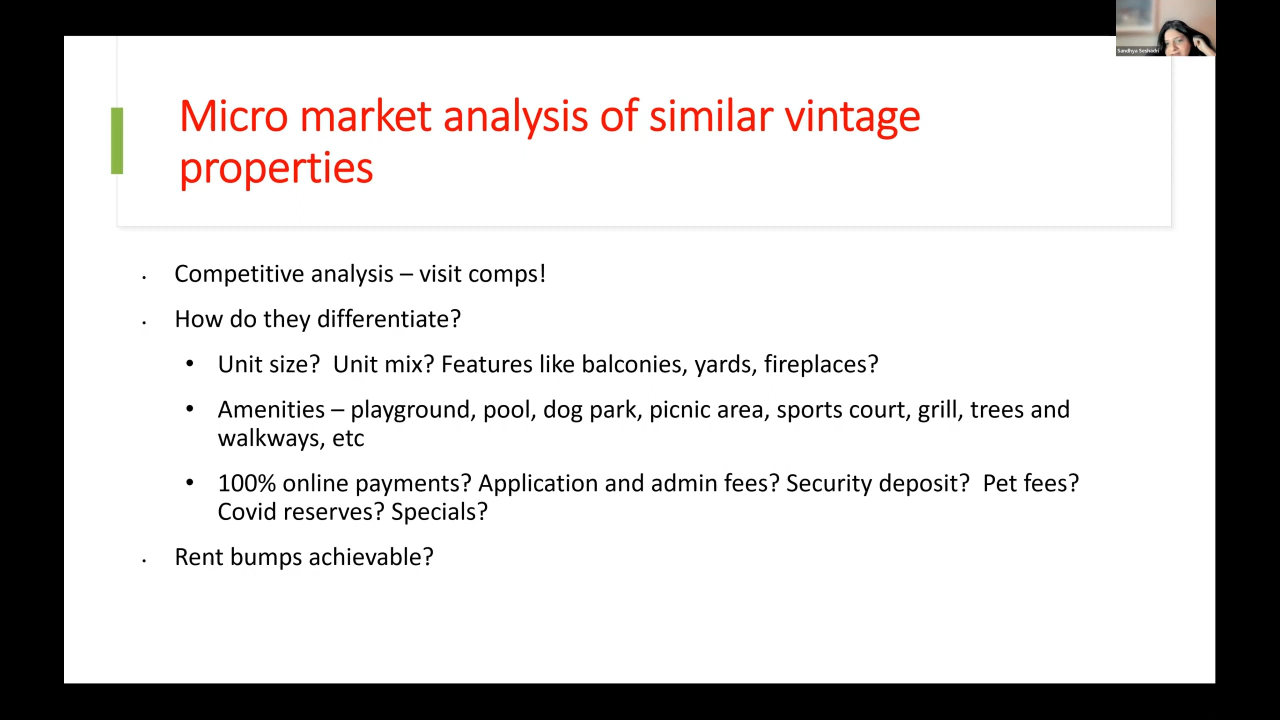 Sandhya Seshadri
Micro market analysis of similar vintage
properties
• Competitive analysis – visit comps!
• How do they differentiate?
• Unit size?  Unit mix? Features like balconies, yards, fireplaces?
• Amenities – playground, pool, dog park, picnic area, sports court, grill, trees and
walkways, etc
• 100% online payments? Application and admin fees? Security deposit?  Pet fees?
Covid reserves? Specials?
• Rent bumps achievable?